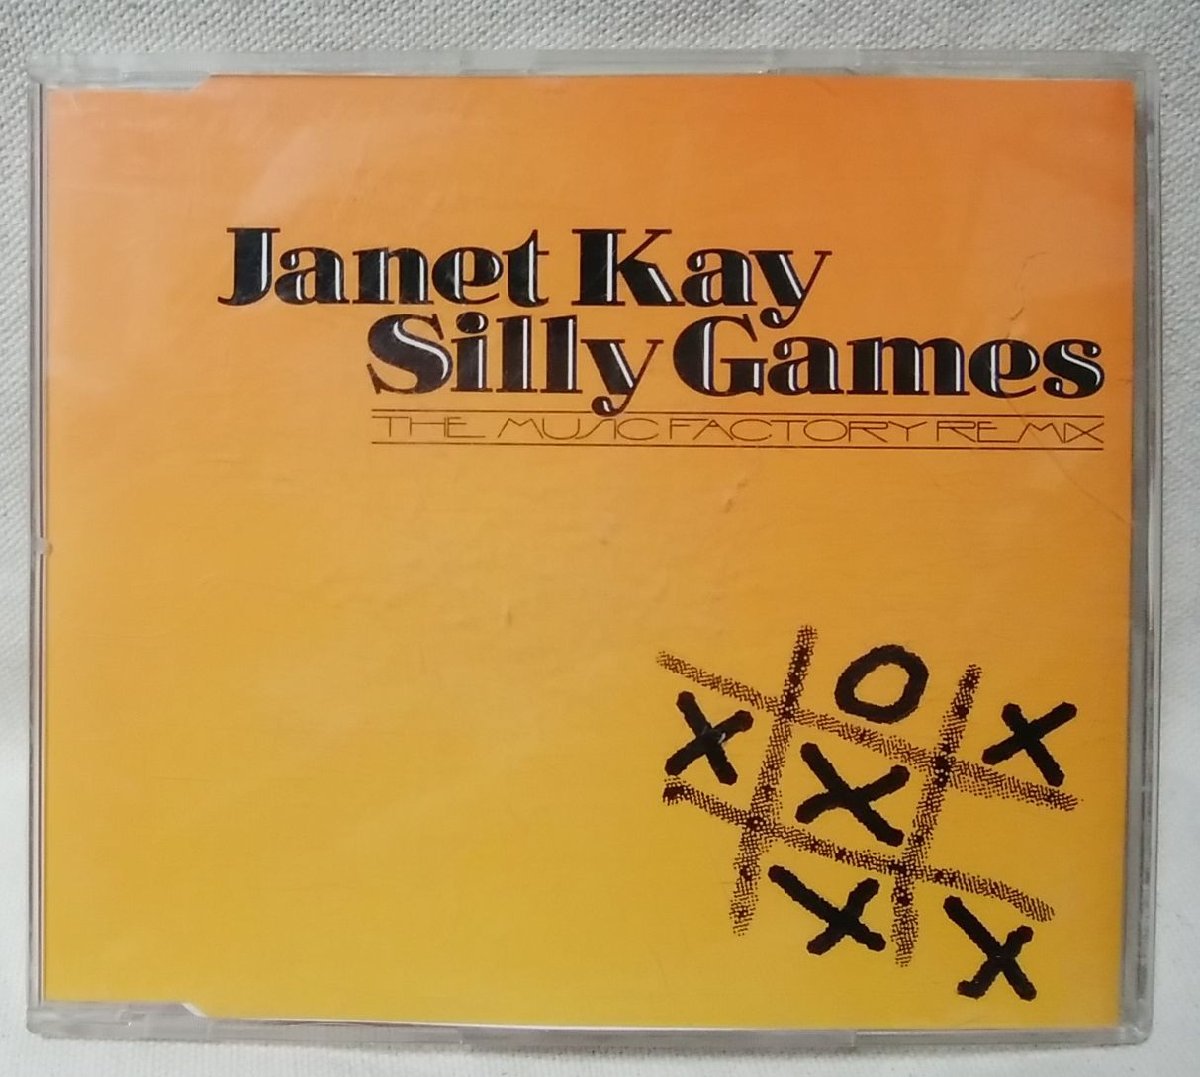 Janet Kay
Silly Games
THE MUSIC FACTORY REMIX
O
X X
X
X
X